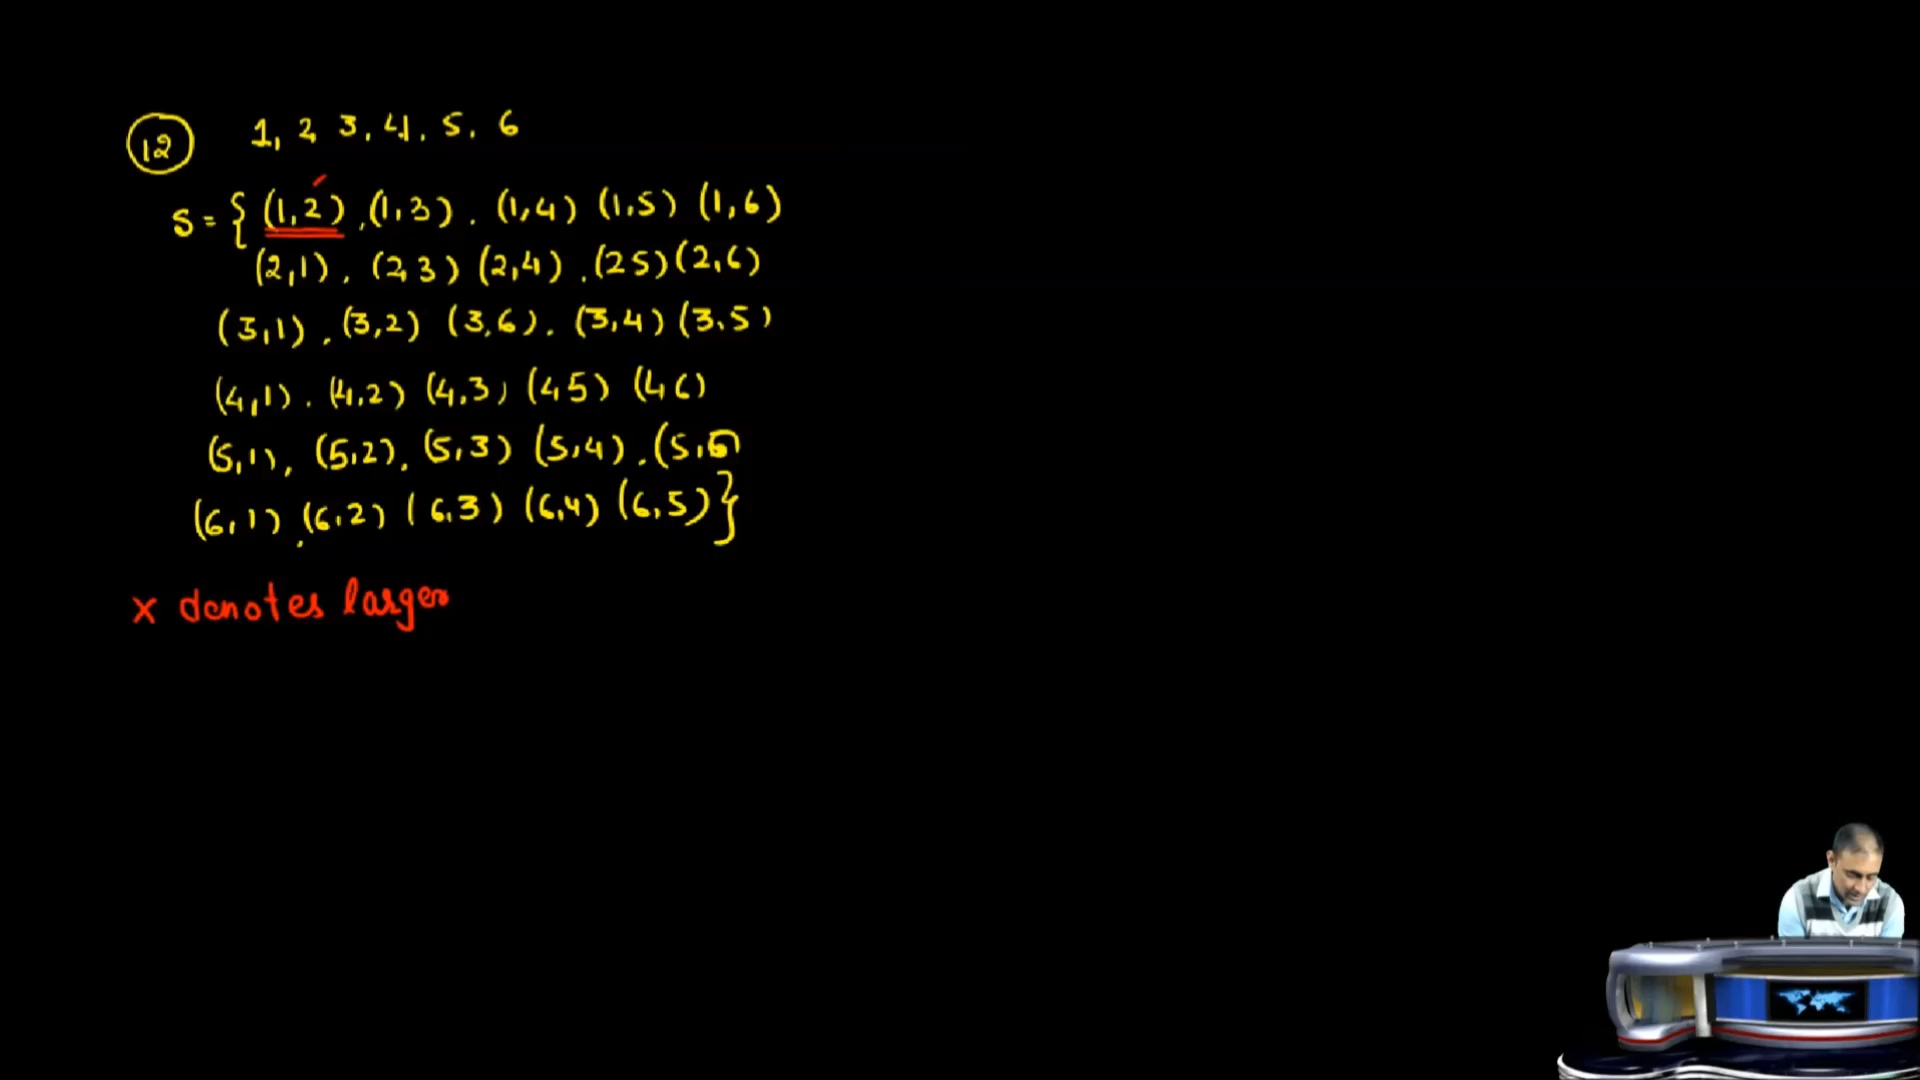 12 1, 2 3, 4, 5, 6
S = { (1,2), (1,3), (1,4) (1,5) (1,6)
(2,1), (2,3) (2,4), (25) (2,6)
(3,1), (3,2) (3,6), (3,4) (3,5)
(4,1), (4,2) (4,3) (4,5) (4 6)
(5,1), (5,2), (5,3) (5,4), (5,6)
(6,1), (6,2) (6,3) (6,4) (6,5) }
X denotes larger